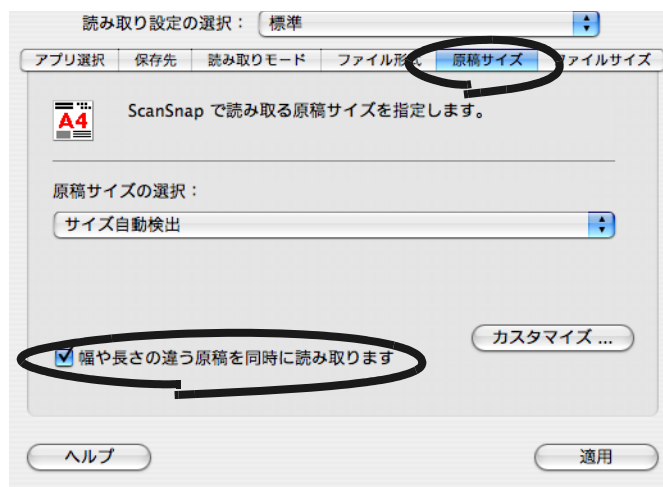 読み取り設定の選択： 標準
アプリ選択 保存先 読み取りモード ファイル形式 原稿サイズ ファイルサイズ
A4 ScanSnap で読み取る原稿サイズを指定します。
原稿サイズの選択：
サイズ自動検出
カスタマイズ ...
幅や長さの違う原稿を同時に読み取ります
ヘルプ 適用